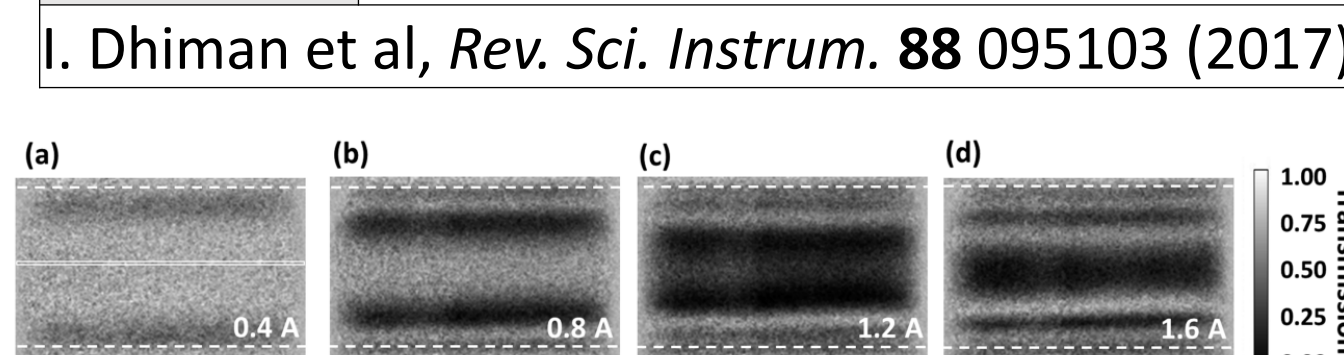 I. Dhiman et al, Rev. Sci. Instrum. 88 095103 (2017)
(a) (b) (c) (d)
1.00
0.75
0.50
0.25
0.4 A 0.8 A 1.2 A 1.6 A